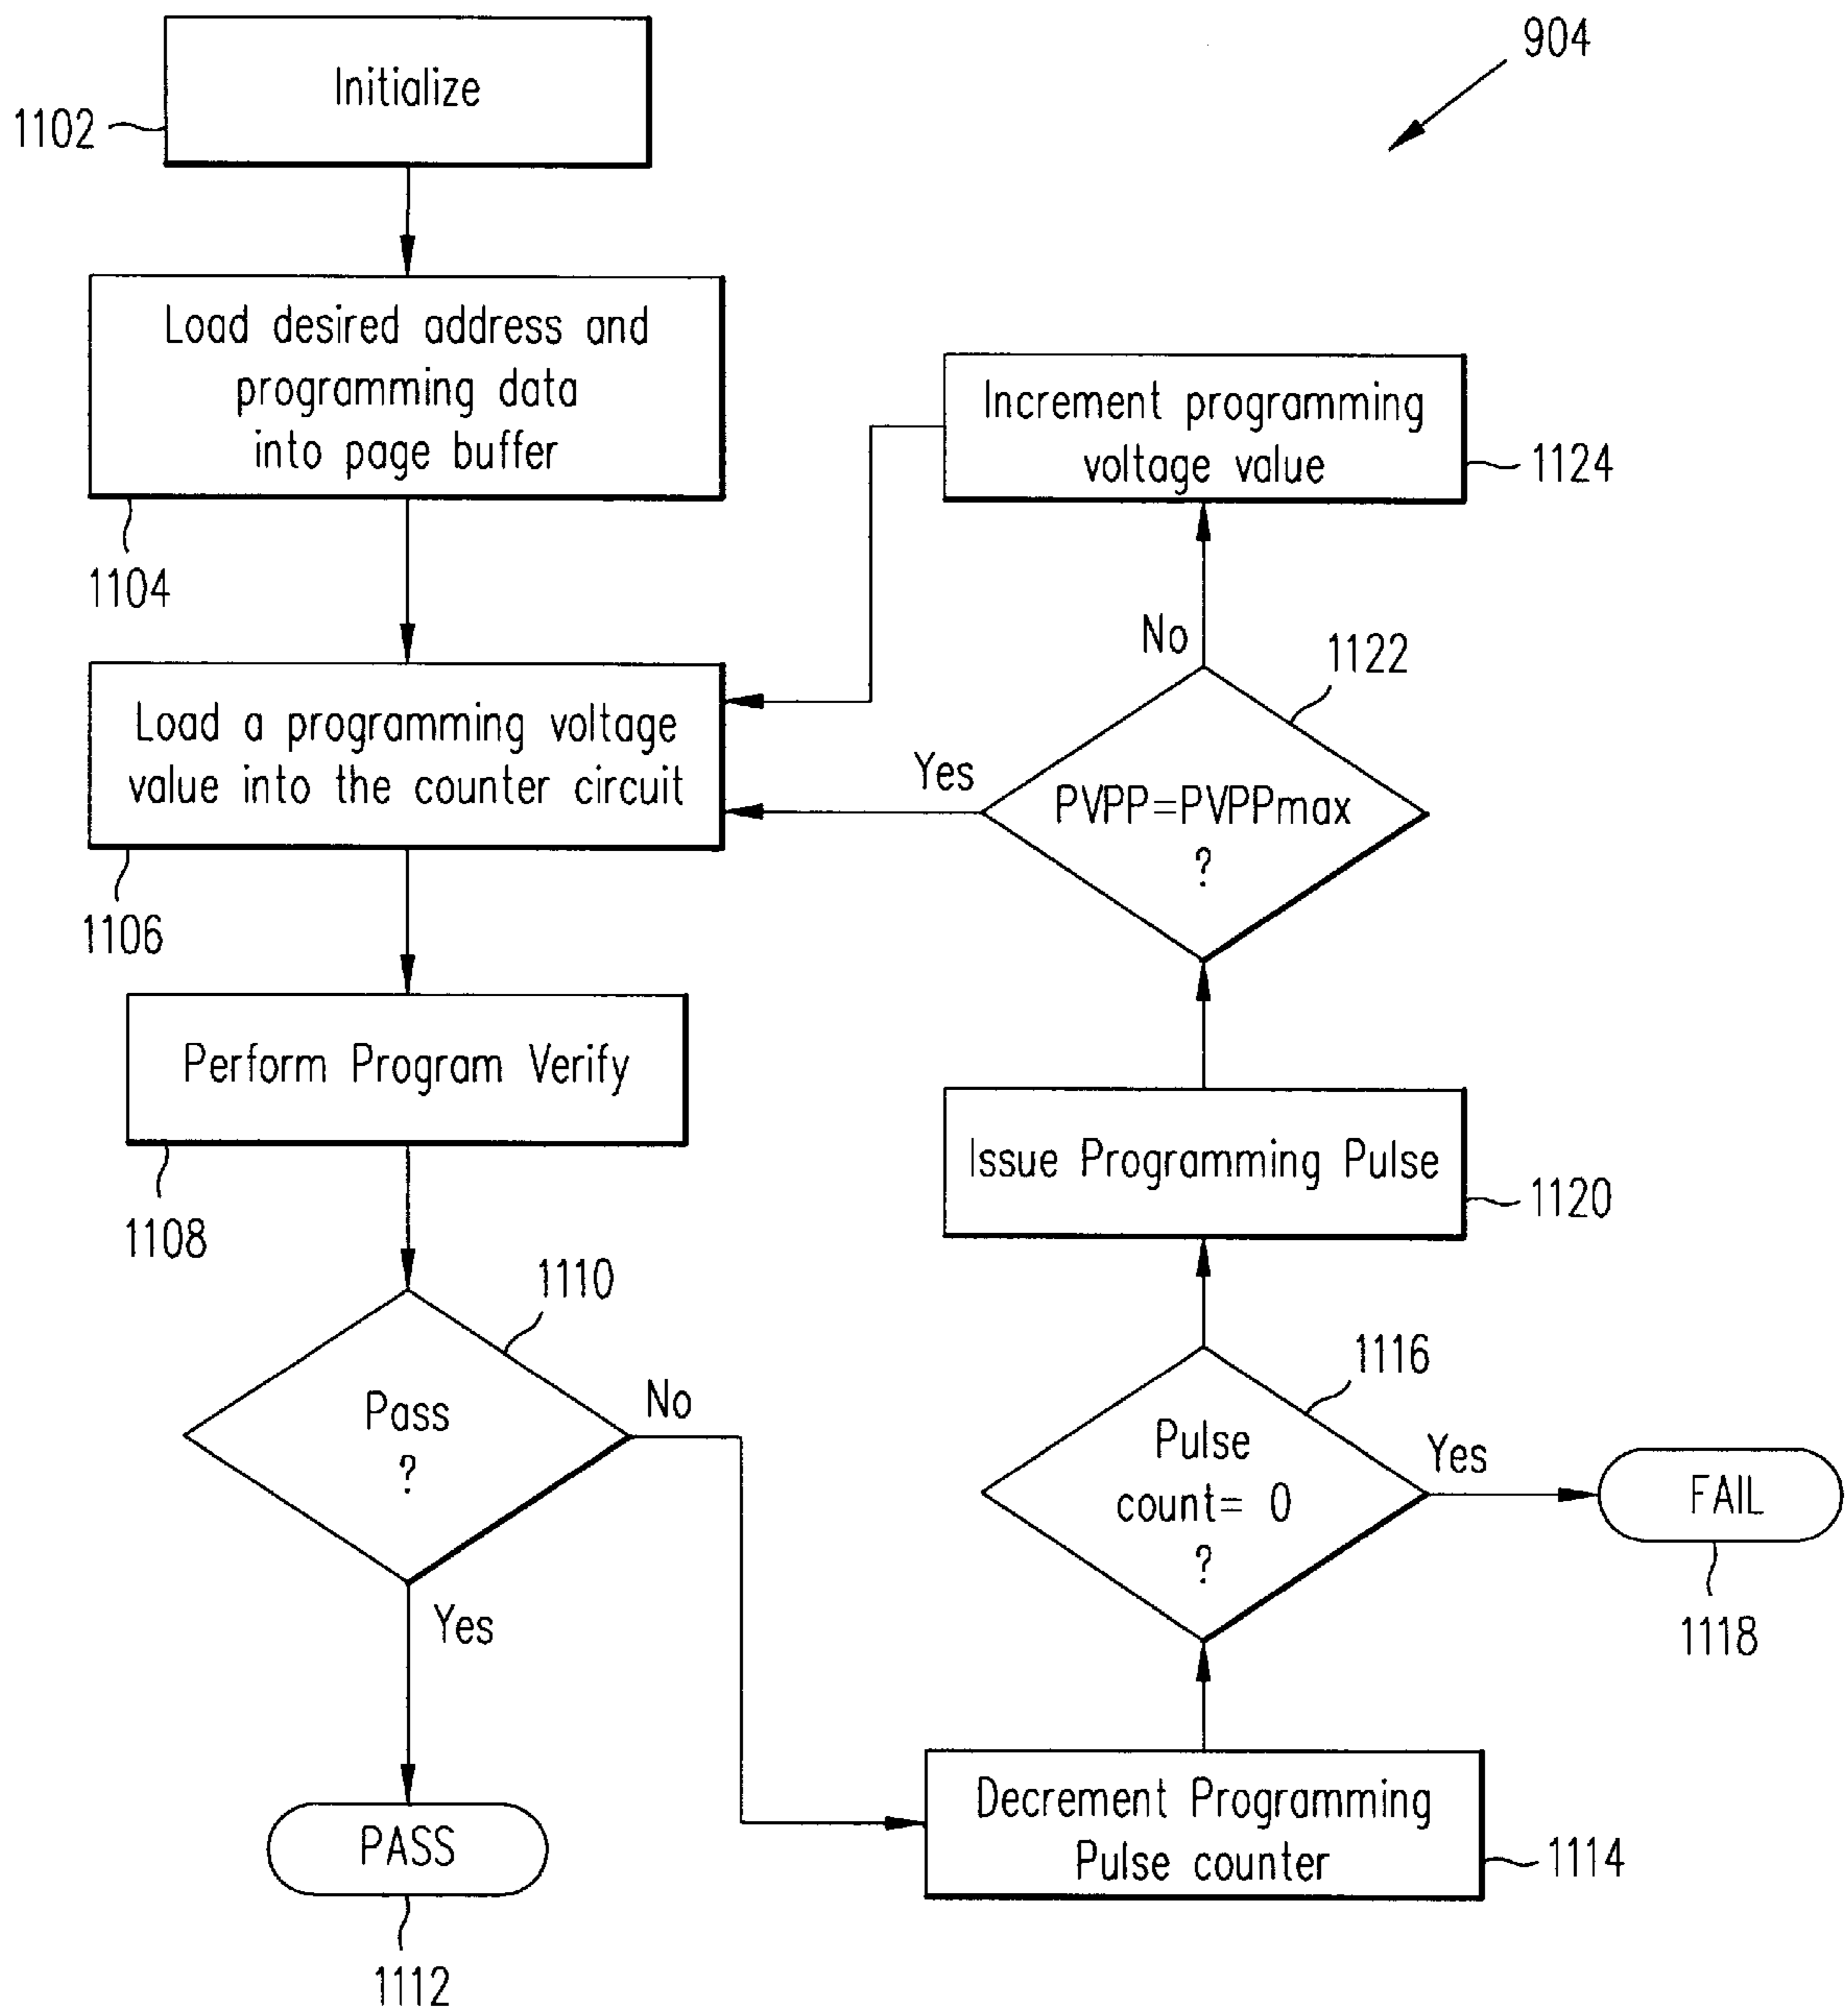 904
Initialize
1102
Load desired address and
programming data
into page buffer
1104
Load a programming voltage
value into the counter circuit
1106
Perform Program Verify
1108
1110
Pass
?
No
Yes
PASS
1112
Increment programming
voltage value
1124
No
1122
Yes
PVPP=PVPPmax
?
Issue Programming Pulse
1120
1116
Pulse
count= 0
?
Yes
FAIL
1118
Decrement Programming
Pulse counter
1114